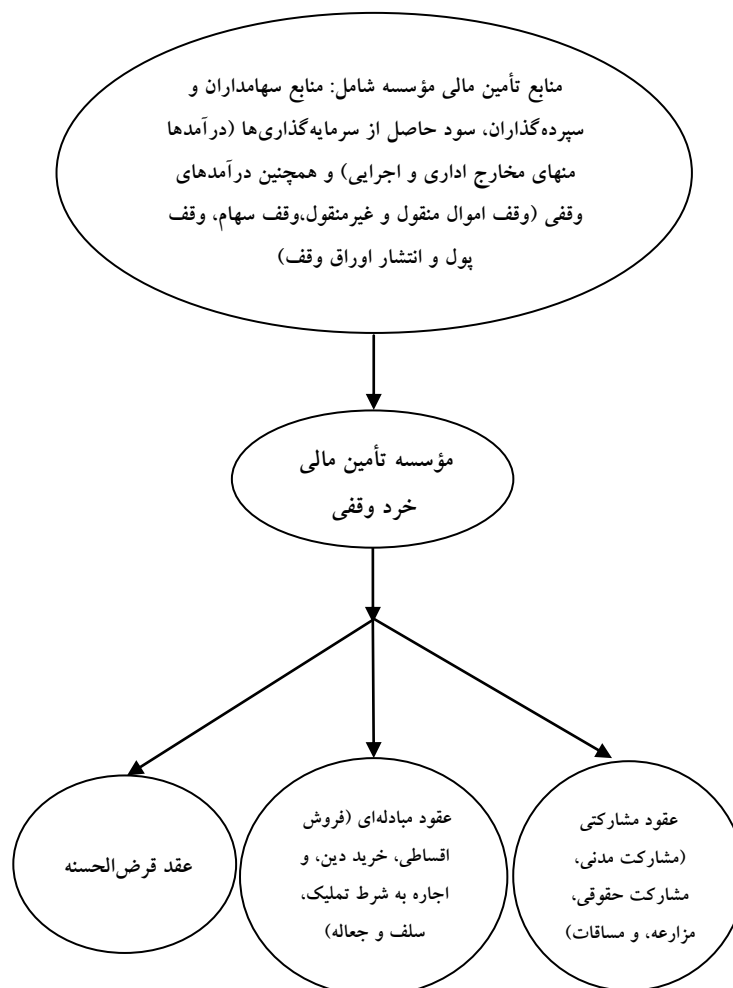 منابع تأمین مالی مؤسسه شامل: منابع سهامداران و
سپرده‌گذاران، سود حاصل از سرمایه‌گذاری‌ها (درآمدها
منهای مخارج اداری و اجرایی) و همچنین درآمدهای
وقفی (وقف اموال منقول و غیرمنقول،وقف سهام، وقف
پول و انتشار اوراق وقف)
مؤسسه تأمین مالی
خرد وقفی
عقود مشارکتی
(مشارکت مدنی،
مشارکت حقوقی،
مزارعه، و مساقات)
عقود مبادله‌ای (فروش
اقساطی، خرید دین، و
اجاره به شرط تملیک،
سلف و جعاله)
عقد قرض‌الحسنه